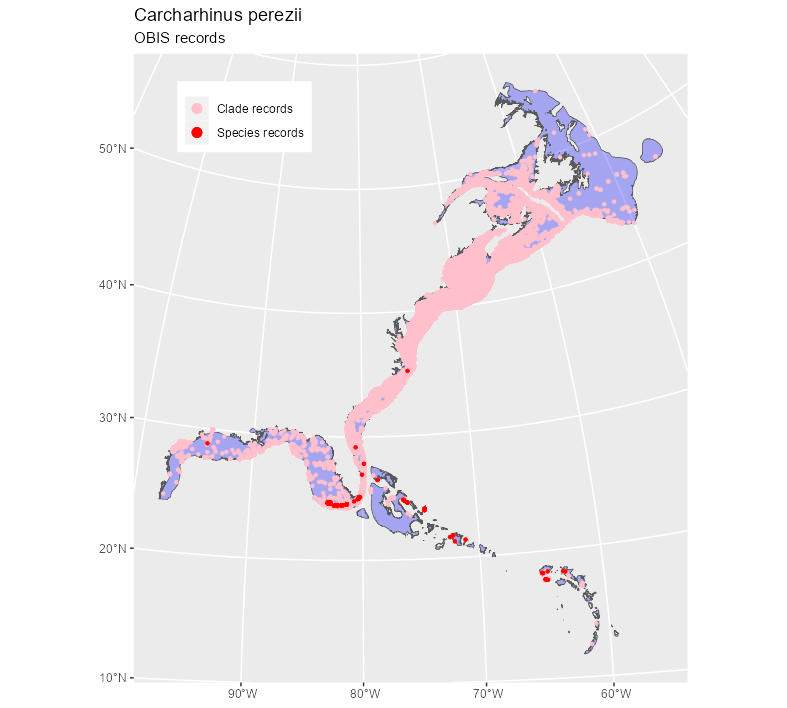 Carcharhinus perezii
OBIS records
Clade records
Species records
50°N
40°N
30°N
20°N
10°N
90°W
80°W
70°W
60°W